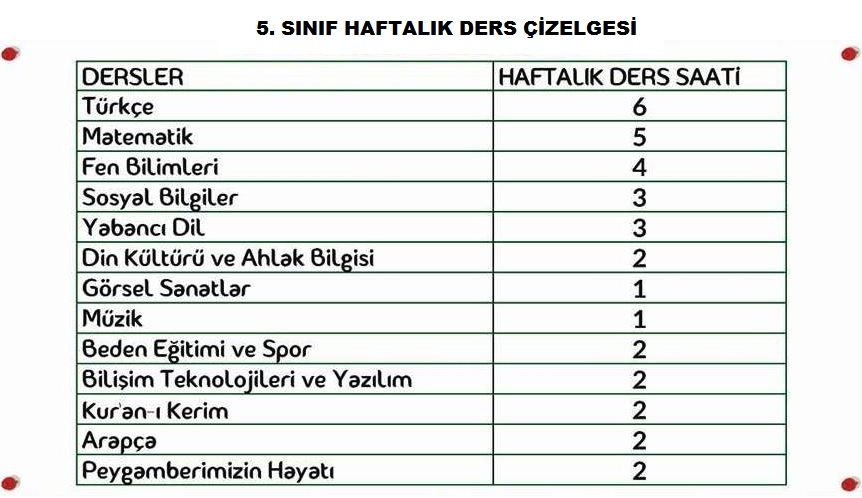 5. SINIF HAFTALIK DERS ÇİZELGESİ
DERSLER HAFTALIK DERS SAATİ
Türkçe 6
Matematik 5
Fen Bilimleri 4
Sosyal Bilgiler 3
Yabancı Dil 3
Din Kültürü ve Ahlak Bilgisi 2
Görsel Sanatlar 1
Müzik 1
Beden Eğitimi ve Spor 2
Bilişim Teknolojileri ve Yazılım 2
Kur'an-ı Kerim 2
Arapça 2
Peygamberimizin Hayatı 2